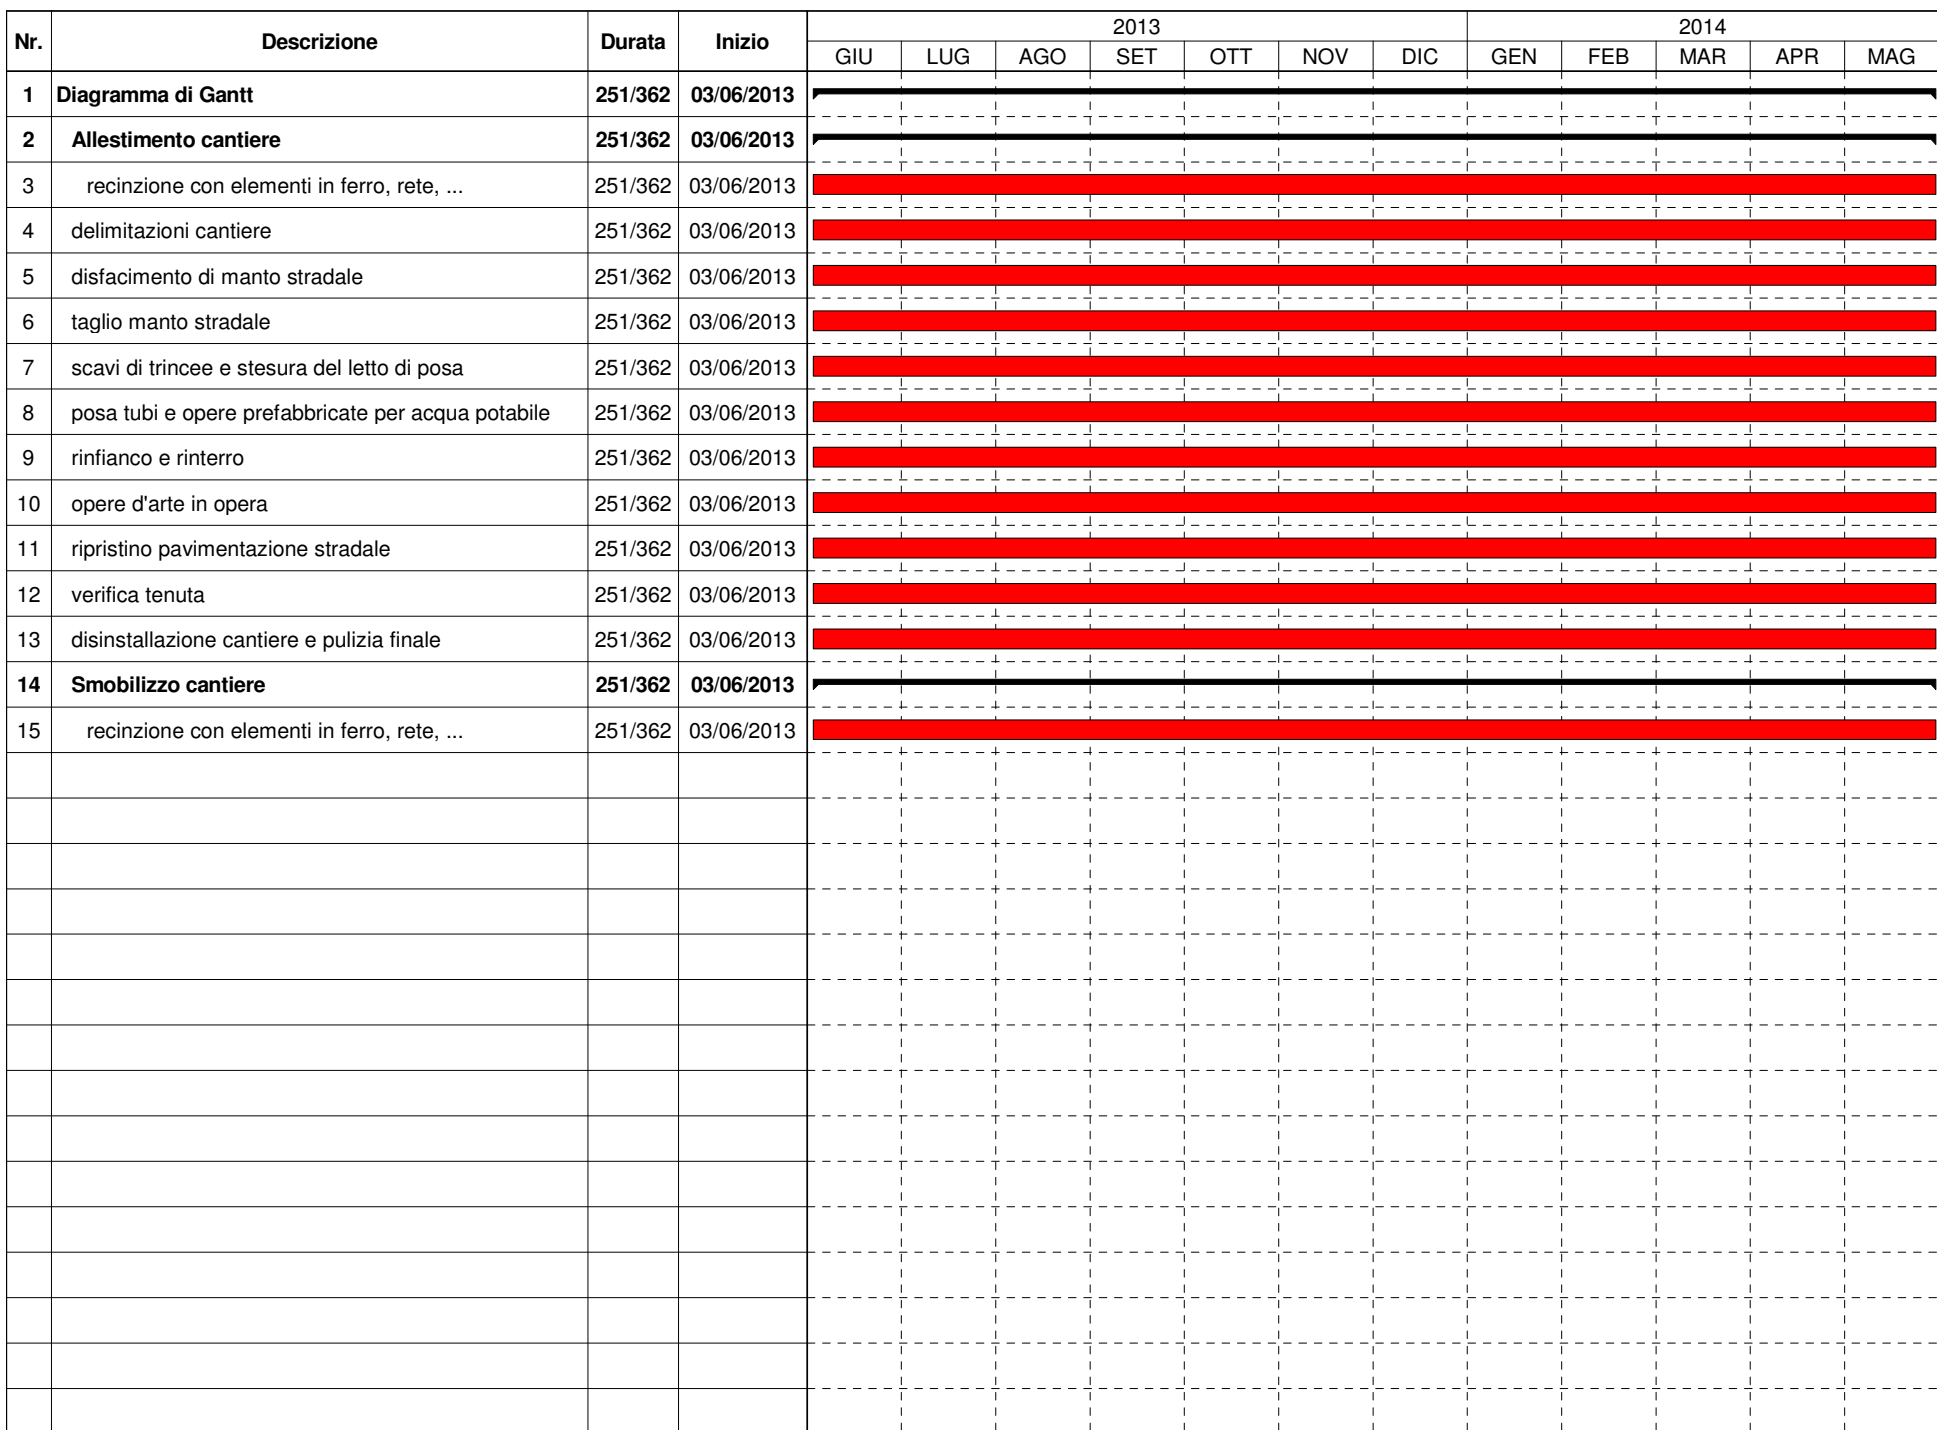 Nr. Descrizione Durata Inizio 2013 2014
GIU LUG AGO SET OTT NOV DIC GEN FEB MAR APR MAG
1 Diagramma di Gantt 251/362 03/06/2013
2 Allestimento cantiere 251/362 03/06/2013
3 recinzione con elementi in ferro, rete, ... 251/362 03/06/2013
4 delimitazioni cantiere 251/362 03/06/2013
5 disfacimento di manto stradale 251/362 03/06/2013
6 taglio manto stradale 251/362 03/06/2013
7 scavi di trincee e stesura del letto di posa 251/362 03/06/2013
8 posa tubi e opere prefabbricate per acqua potabile 251/362 03/06/2013
9 rinfianco e rinterro 251/362 03/06/2013
10 opere d'arte in opera 251/362 03/06/2013
11 ripristino pavimentazione stradale 251/362 03/06/2013
12 verifica tenuta 251/362 03/06/2013
13 disinstallazione cantiere e pulizia finale 251/362 03/06/2013
14 Smobilizzo cantiere 251/362 03/06/2013
15 recinzione con elementi in ferro, rete, ... 251/362 03/06/2013